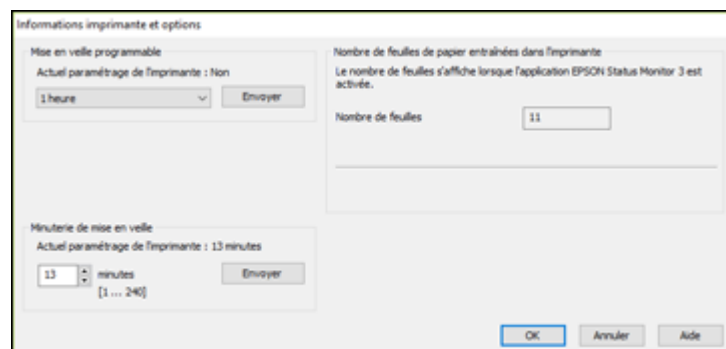 Informations imprimante et options
Mise en veille programmable
Actuel paramétrage de l'imprimante : Non
1 heure
Envoyer
Nombre de feuilles de papier entraînées dans l'imprimante
Le nombre de feuilles s'affiche lorsque l'application EPSON Status Monitor 3 est
activée.
Nombre de feuilles
11
Minuterie de mise en veille
Actuel paramétrage de l'imprimante : 13 minutes
13 minutes
[1 ... 240]
Envoyer
OK
Annuler
Aide